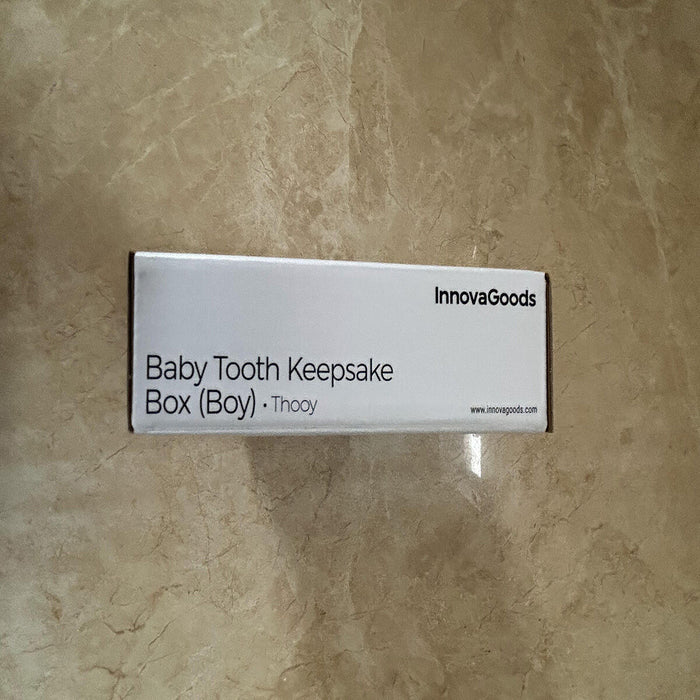 InnovaGoods
Baby Tooth Keepsake
Box (Boy) • Thooy
www.innovagoods.com